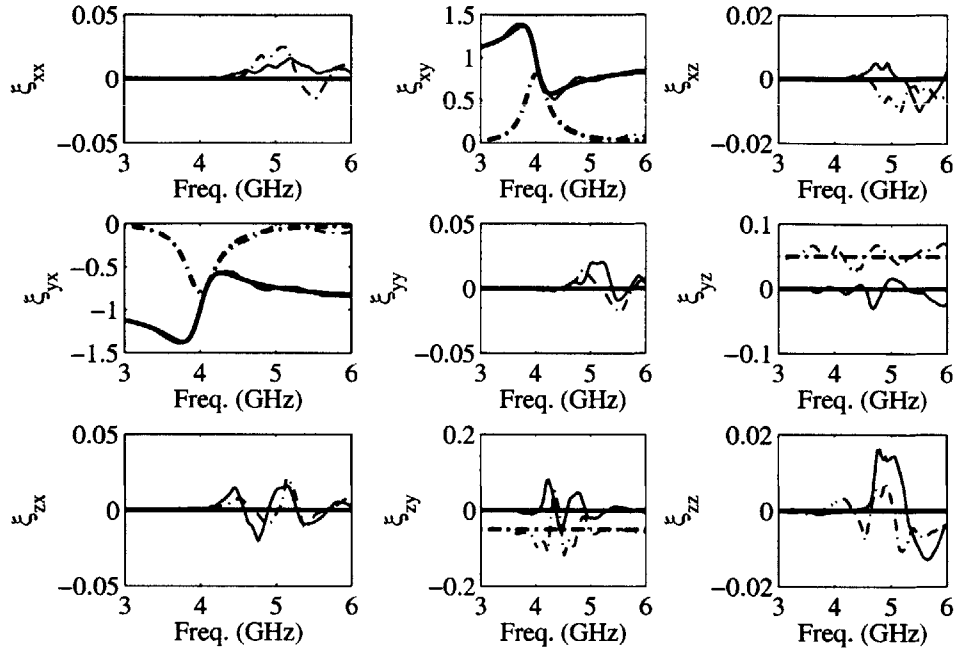 0.05
0
−0.05
ξxx
3 4 5 6
Freq. (GHz)
1.5
1
0.5
0
ξxy
3 4 5 6
Freq. (GHz)
0.02
0
−0.02
ξxz
3 4 5 6
Freq. (GHz)
0
−0.5
−1
−1.5
ξyx
3 4 5 6
Freq. (GHz)
0.05
0
−0.05
ξyy
3 4 5 6
Freq. (GHz)
0.1
0
−0.1
ξyz
3 4 5 6
Freq. (GHz)
0.05
0
−0.05
ξzx
3 4 5 6
Freq. (GHz)
0.2
0
−0.2
ξzy
3 4 5 6
Freq. (GHz)
0.02
0
−0.02
ξzz
3 4 5 6
Freq. (GHz)